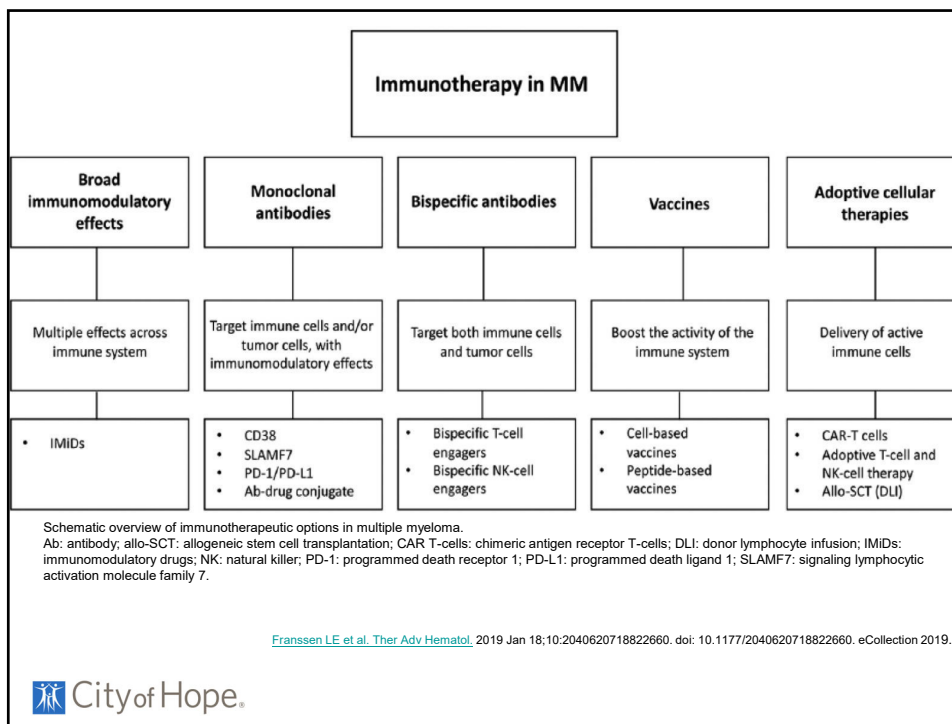 Immunotherapy in MM
Broad
immunomodulatory
effects
Monoclonal
antibodies
Bispecific antibodies
Vaccines
Adoptive cellular
therapies
Multiple effects across
immune system
Target immune cells and/or
tumor cells, with
immunomodulatory effects
Target both immune cells
and tumor cells
Boost the activity of the
immune system
Delivery of active
immune cells
• IMiDs
• CD38
• SLAMF7
• PD-1/PD-L1
• Ab-drug conjugate
• Bispecific T-cell
engagers
• Bispecific NK-cell
engagers
• Cell-based
vaccines
• Peptide-based
vaccines
• CAR-T cells
• Adoptive T-cell and
NK-cell therapy
• Allo-SCT (DLI)
Schematic overview of immunotherapeutic options in multiple myeloma.
Ab: antibody; allo-SCT: allogeneic stem cell transplantation; CAR T-cells: chimeric antigen receptor T-cells; DLI: donor lymphocyte infusion; IMiDs:
immunomodulatory drugs; NK: natural killer; PD-1: programmed death receptor 1; PD-L1: programmed death ligand 1; SLAMF7: signaling lymphocytic
activation molecule family 7.
Franssen LE et al. Ther Adv Hematol. 2019 Jan 18;10:2040620718822660. doi: 10.1177/2040620718822660. eCollection 2019.
City of Hope®